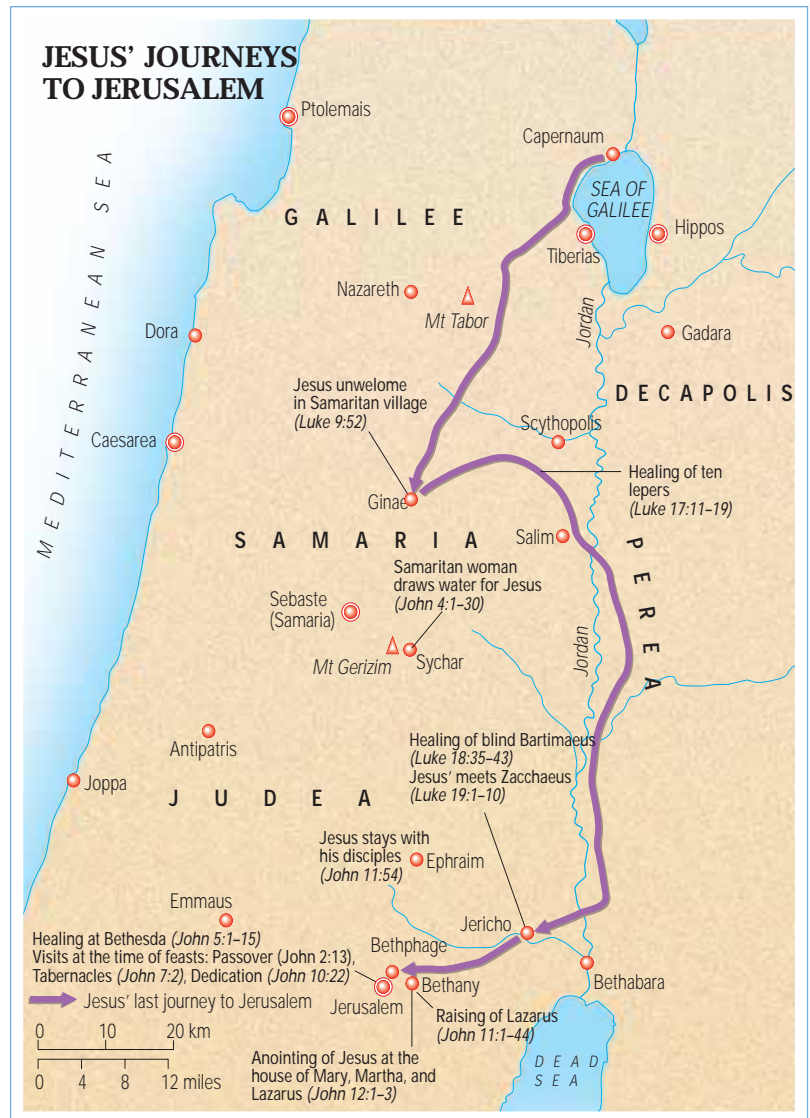 JESUS' JOURNEYS
TO JERUSALEM
Ptolemais
Capernaum
MEDITERRANEAN SEA
SEA OF
GALILEE
GALILEE
Hippos
Tiberias
Nazareth
Mt Tabor
Jordan
Dora
Gadara
Jesus unwelome
in Samaritan village
(Luke 9:52)
DECAPOLIS
Scythopolis
Caesarea
Healing of ten
lepers
(Luke 17:11–19)
Ginae
SAMARIA
Salim
PEREA
Samaritan woman
draws water for Jesus
(John 4:1–30)
Sebaste
(Samaria)
Jordan
Mt Gerizim
Sychar
Antipatris
Healing of blind Bartimaeus
(Luke 18:35–43)
Jesus' meets Zacchaeus
(Luke 19:1–10)
Joppa
JUDEA
Jesus stays with
his disciples
(John 11:54)
Ephraim
Emmaus
Jericho
Healing at Bethesda (John 5:1–15)
Visits at the time of feasts: Passover (John 2:13),
Tabernacles (John 7:2), Dedication (John 10:22)
Bethphage
Bethany
Bethabara
Jesus' last journey to Jerusalem
Jerusalem
Raising of Lazarus
(John 11:1–44)
0 10 20 km
0 4 8 12 miles
Anointing of Jesus at the
house of Mary, Martha, and
Lazarus (John 12:1–3)
DEAD
SEA